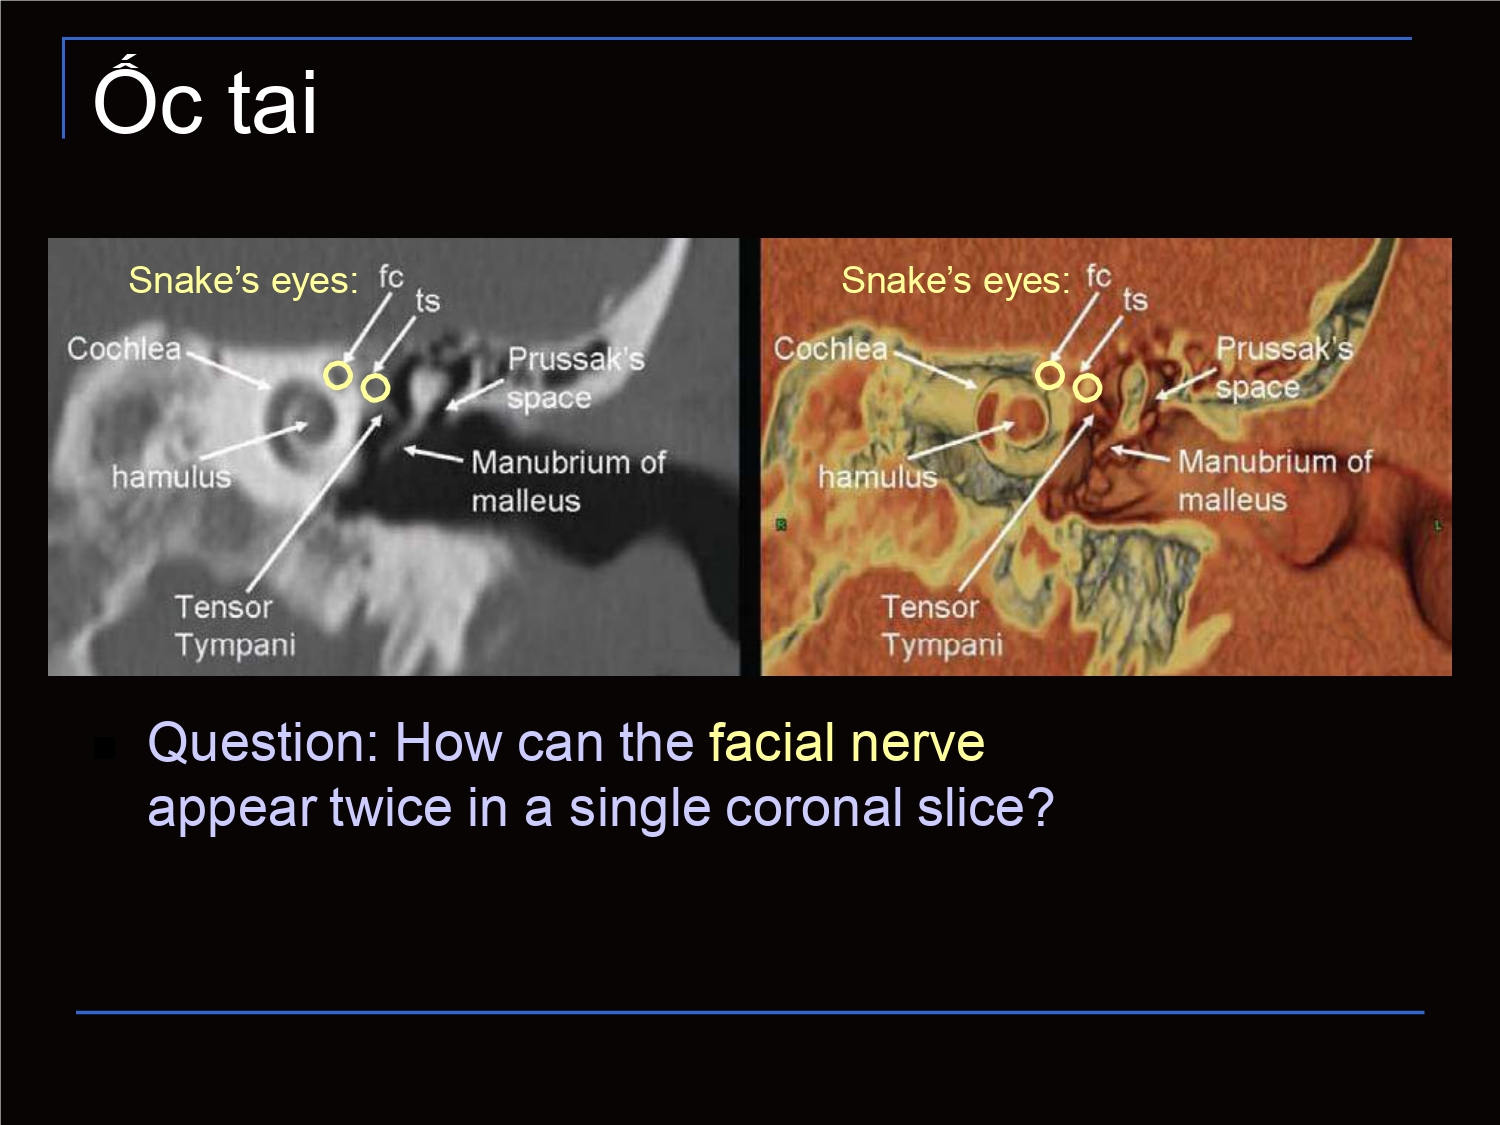 Ốc tai
Snake’s eyes:
fc
ts
Cochlea
Prussak’s
space
hamulus
Manubrium of
malleus
Tensor
Tympani
Snake’s eyes:
fc
ts
Cochlea
Prussak’s
space
hamulus
Manubrium of
malleus
R
L
Tensor
Tympani
Question: How can the facial nerve
appear twice in a single coronal slice?